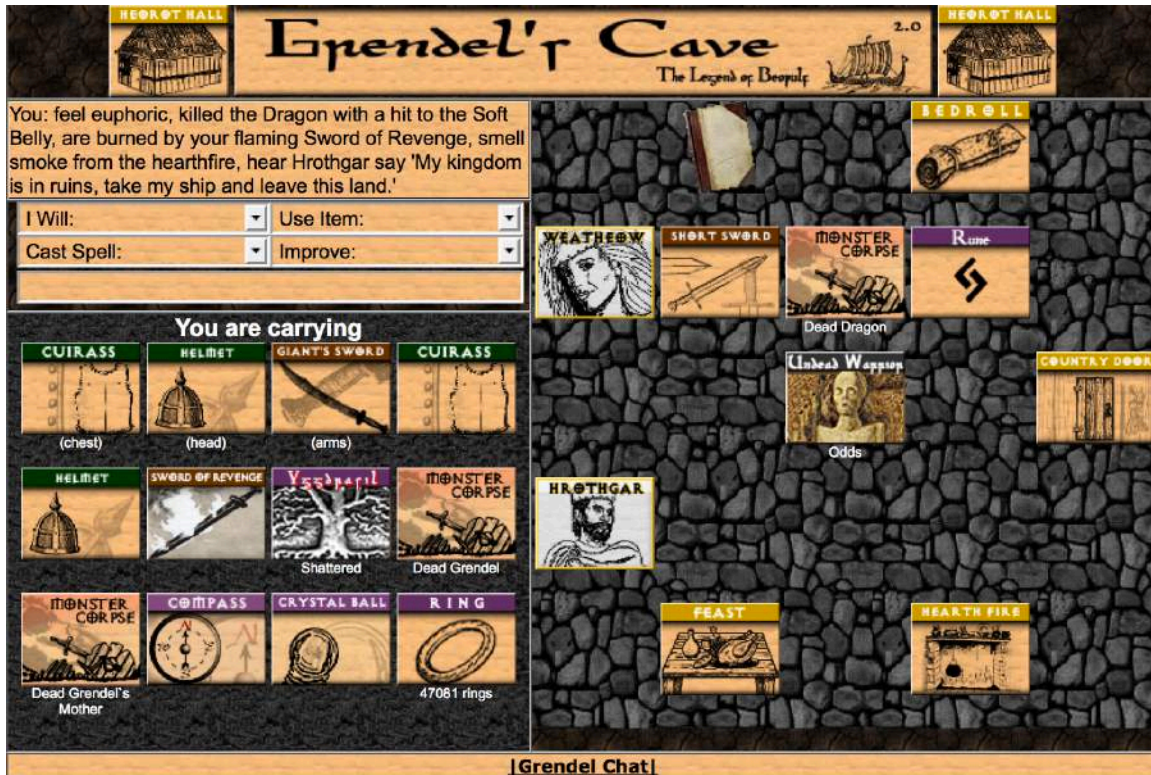 HEOROT HALL
Grendel's Cave
2.0
The Legend of Beowulf
HEOROT HALL
You: feel euphoric, killed the Dragon with a hit to the Soft
Belly, are burned by your flaming Sword of Revenge, smell
smoke from the hearthfire, hear Hrothgar say 'My kingdom
is in ruins, take my ship and leave this land.'
I Will:
Use Item:
Cast Spell:
Improve:
You are carrying
CUIRASS
(chest)
HELMET
(head)
GIANT'S SWORD
(arms)
CUIRASS
HELMET
SWORD OF REVENGE
Yggdrasil
Shattered
MONSTER
CORPSE
Dead Grendel
MONSTER
CORPSE
Dead Grendel's
Mother
COMPASS
CRYSTAL BALL
RING
47081 rings
BEDROLL
WEATHEOW
SHORT SWORD
MONSTER
CORPSE
Dead Dragon
Rune
Undead Warrior
Odds
COUNTRY DOOR
HROTHGAR
FEAST
HEARTH FIRE
|Grendel Chat|